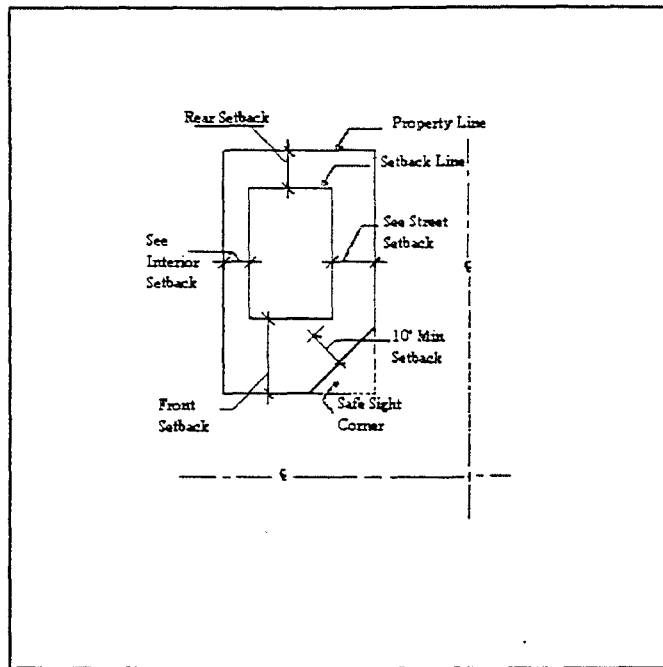 Rear Setback
Property Line
Setback Line
See
Interior
Setback
See Street
Setback
℄
10' Min
Setback
Front
Setback
Safe Sight
Corner
℄